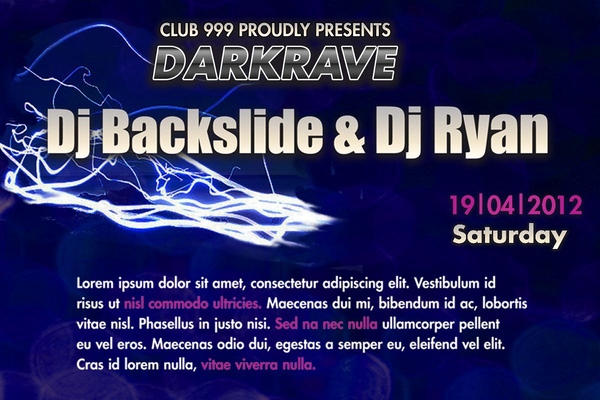 CLUB 999 PROUDLY PRESENTS
DARKRAVE
Dj Backslide & Dj Ryan
19|04|2012
Saturday
Lorem ipsum dolor sit amet, consectetur adipiscing elit. Vestibulum id
risus ut nisl commodo ultricies. Maecenas dui mi, bibendum id ac, lobortis
vitae nisl. Phasellus in justo nisi. Sed na nec nulla ullamcorper pellent
eu vel eros. Maecenas odio dui, egestas a semper eu, eleifend vel elit.
Cras id lorem nulla, vitae viverra nulla.